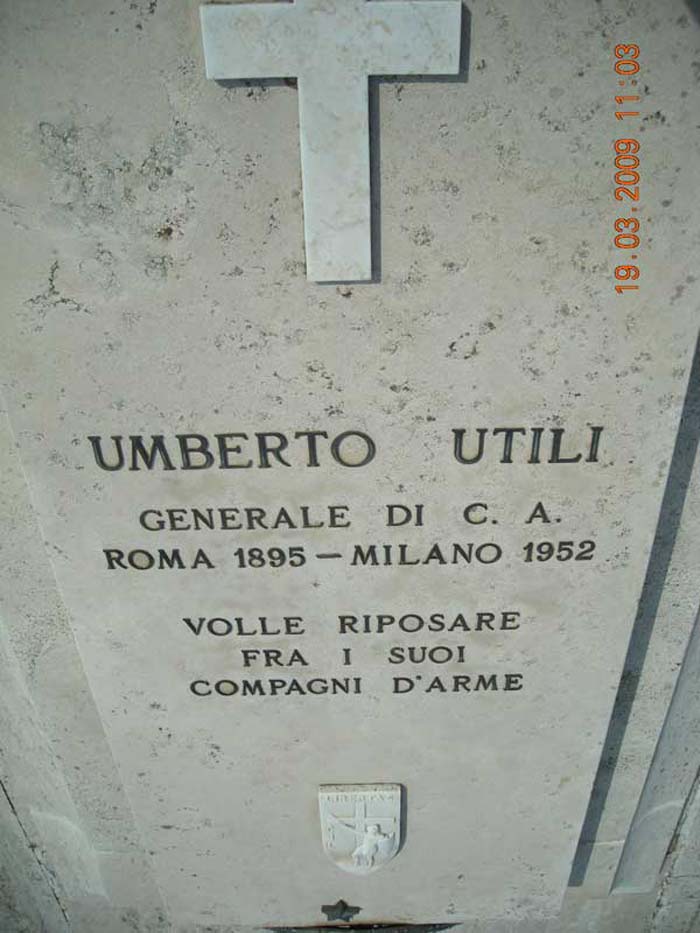 UMBERTO UTILI
GENERALE DI C. A.
ROMA 1895 — MILANO 1952
VOLLE RIPOSARE
FRA I SUOI
COMPAGNI D'ARME
19.03.2009 11:03